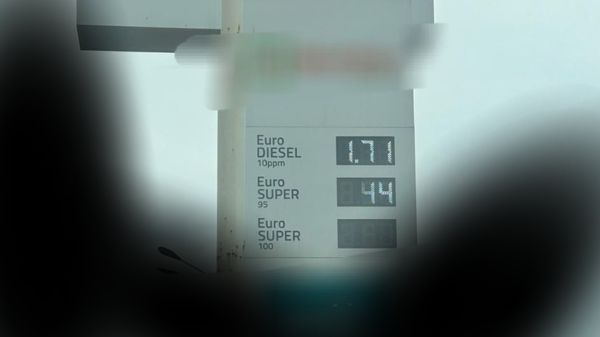 Euro
DIESEL
10ppm
1.71
Euro
SUPER
95
44
Euro
SUPER
100